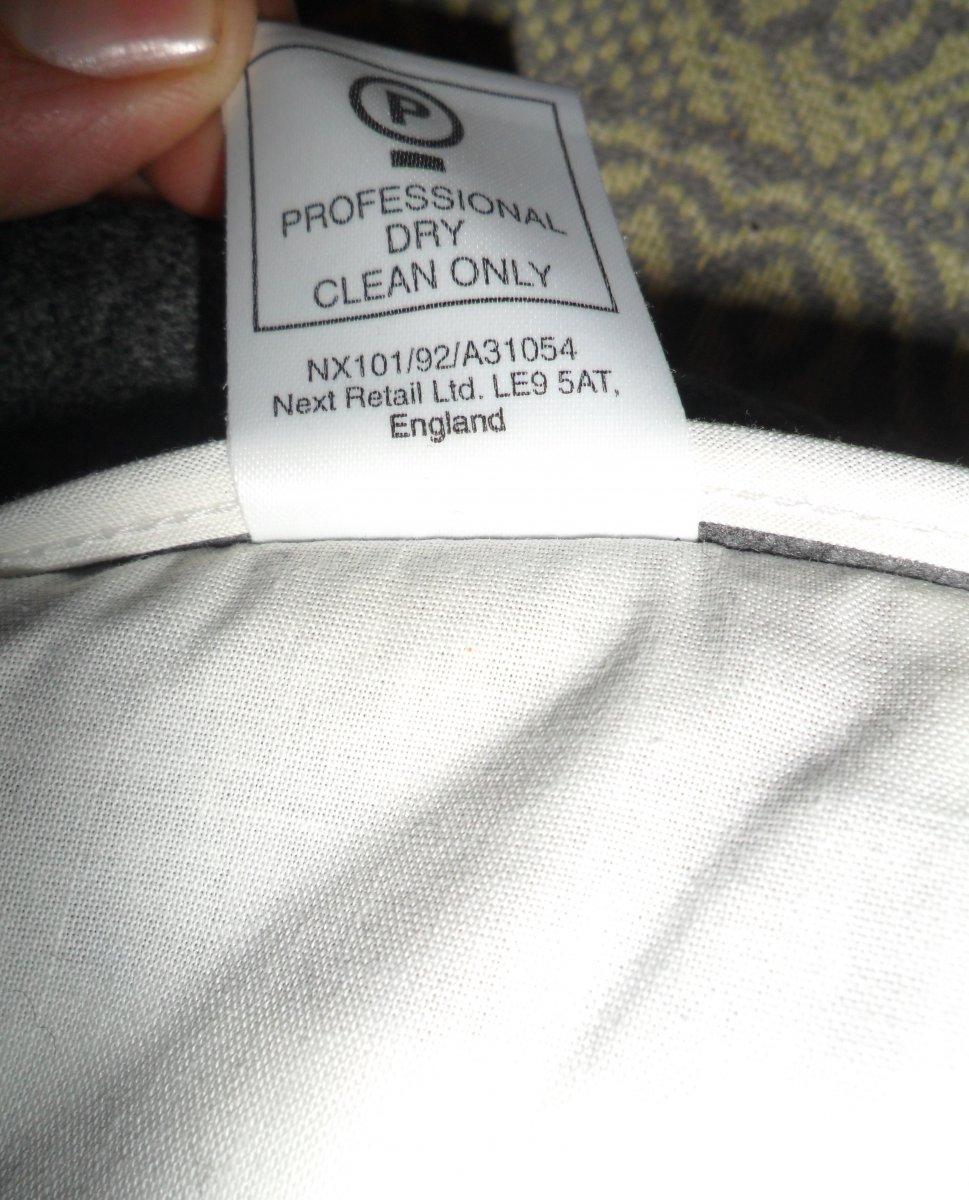 P
PROFESSIONAL
DRY
CLEAN ONLY
NX101/92/A31054
Next Retail Ltd. LE9 5AT,
England